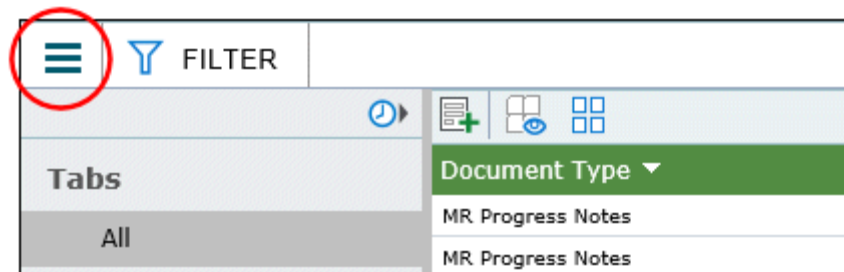 FILTER
Tabs
All
Document Type
MR Progress Notes
MR Progress Notes